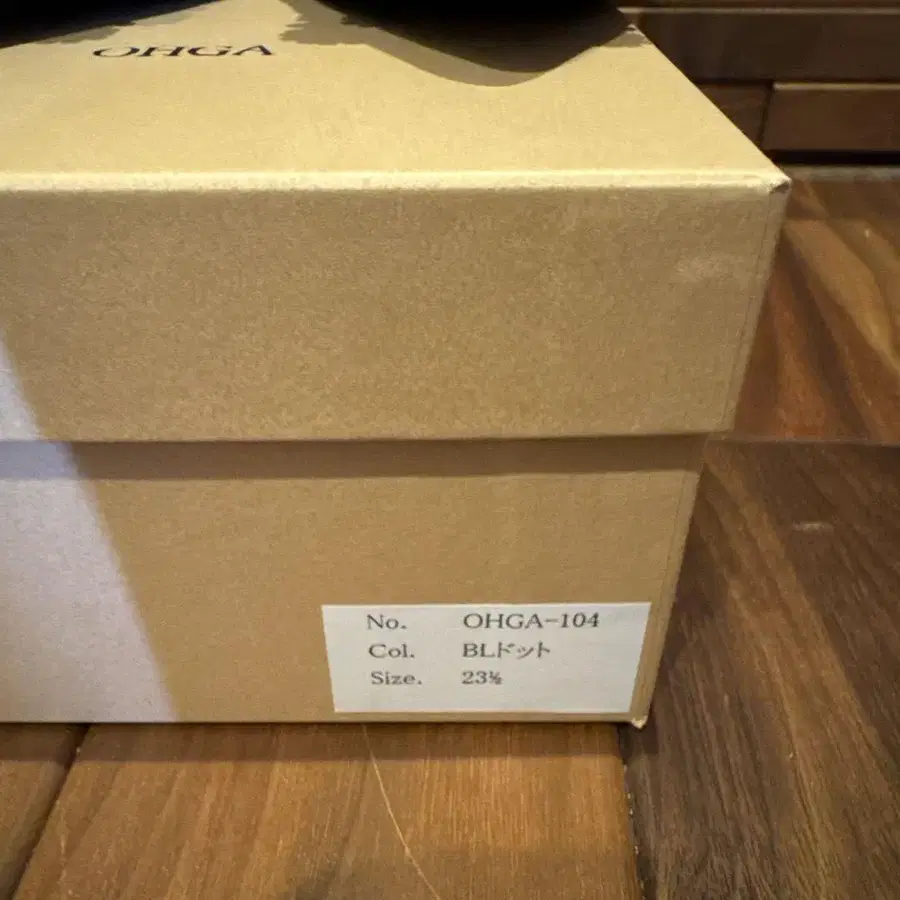 OHGA
No. OHGA-104
Col. BLドット
Size. 23½